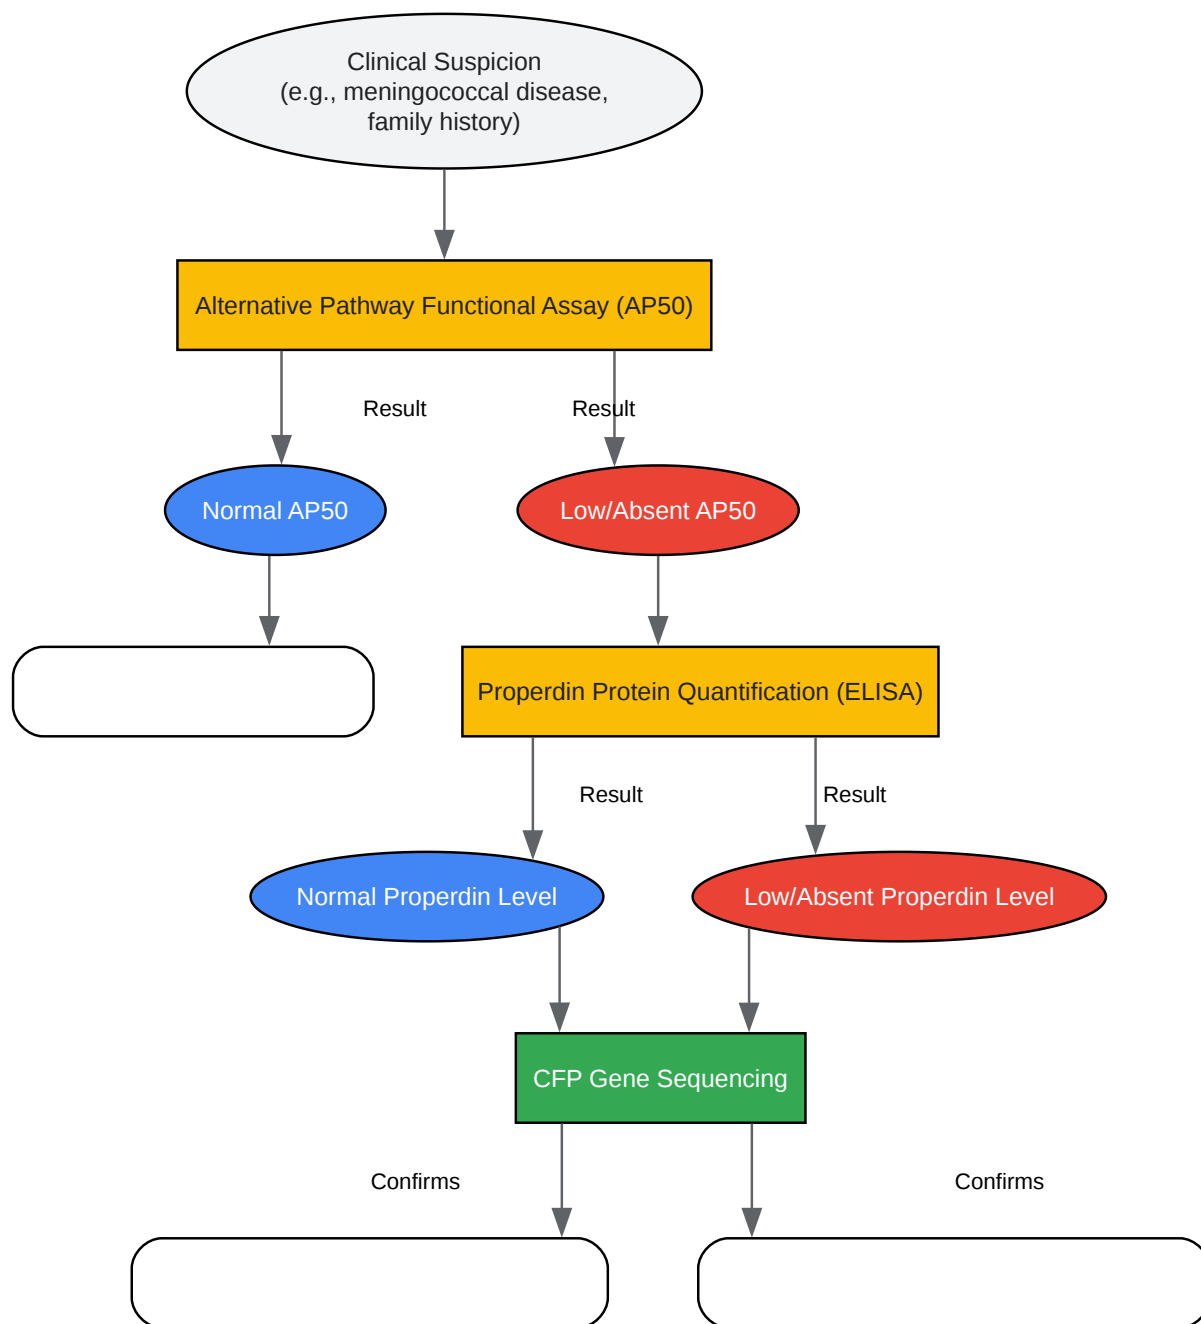 Clinical Suspicion
(e.g., meningococcal disease,
family history)
Alternative Pathway Functional Assay (AP50)
Result
Result
Normal AP50
Low/Absent AP50
Properdin Protein Quantification (ELISA)
Result
Result
Normal Properdin Level
Low/Absent Properdin Level
CFP Gene Sequencing
Confirms
Confirms